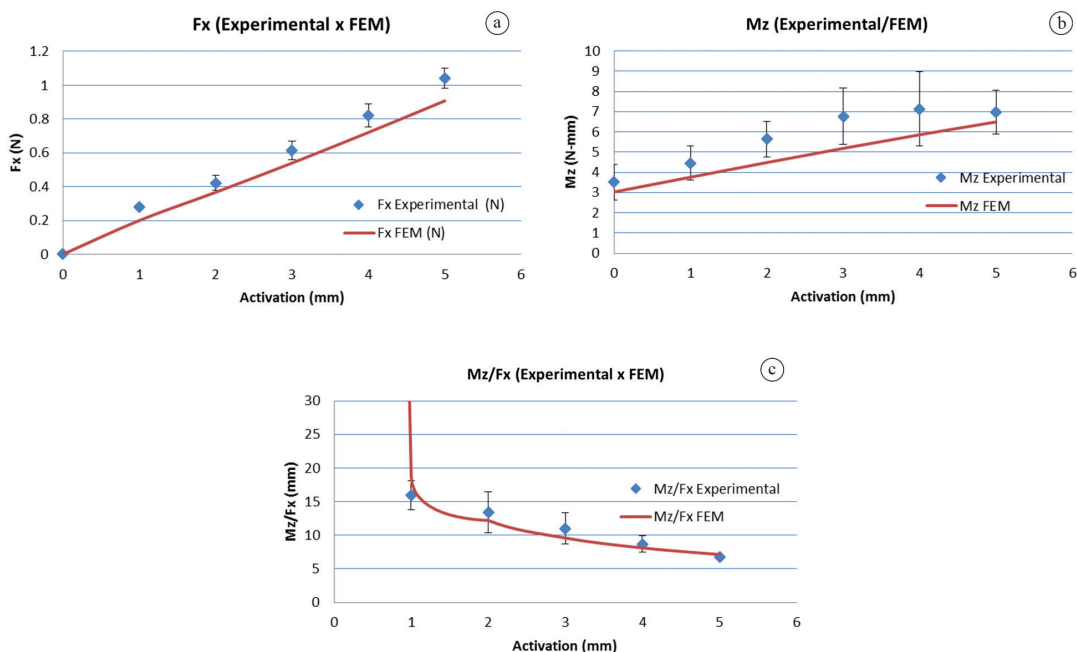 Fx (Experimental x FEM)
a
1.2
1
0.8
0.6
0.4
0.2
0
Fx (N)
Fx Experimental (N)
Fx FEM (N)
0 1 2 3 4 5 6
Activation (mm)
Mz (Experimental/FEM)
b
10
9
8
7
6
5
4
3
2
1
0
Mz (N-mm)
Mz Experimental
Mz FEM
0 1 2 3 4 5 6
Activation (mm)
Mz/Fx (Experimental x FEM)
c
30
25
20
15
10
5
0
Mz/Fx (mm)
Mz/Fx Experimental
Mz/Fx FEM
0 1 2 3 4 5 6
Activation (mm)